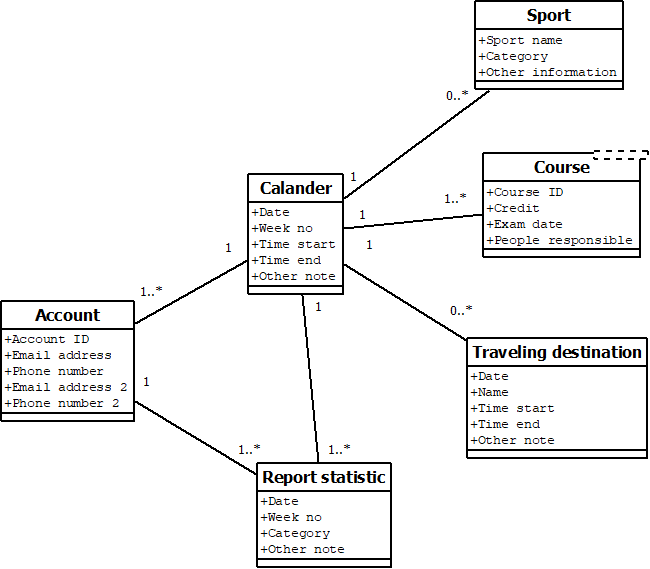 Sport
+Sport name
+Category
+Other information
0..*
Course
+Course ID
+Credit
+Exam date
+People responsible
1
1..*
1
1
Calander
+Date
+Week no
+Time start
+Time end
+Other note
1
1..*
1
0..*
Account
+Account ID
+Email address
+Phone number
+Email address 2
+Phone number 2
1
Traveling destination
+Date
+Name
+Time start
+Time end
+Other note
1..*
1..*
Report statistic
+Date
+Week no
+Category
+Other note